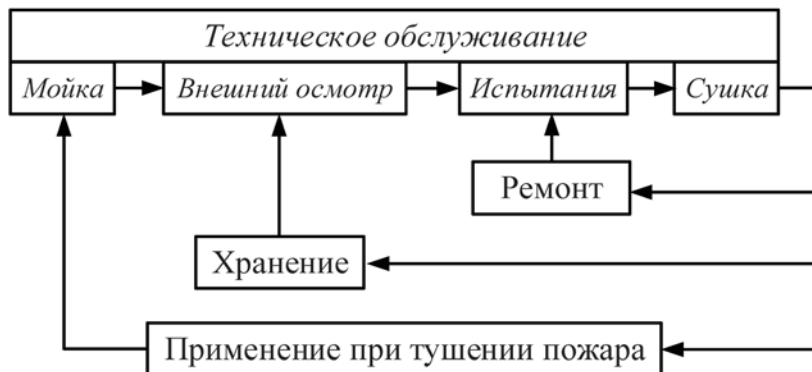 Техническое обслуживание
Мойка Внешний осмотр Испытания Сушка
Ремонт
Хранение
Применение при тушении пожара